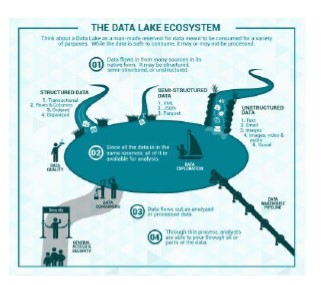 THE DATA LAKE ECOSYSTEM
Think about a Data Lake as a man-made reservoir for data meant to be consumed for a variety
of purposes. While the data is safe to consume, it may or may not be processed.
01
Data flows in from many sources in its
native form. It may be structured,
semi-structured, or unstructured.
STRUCTURED DATA
1. Transactional
2. Rows & Columns
3. Ordered
4. Organized
SEMI-STRUCTURED
DATA
1. XML
2. JSON
3. Parquet
UNSTRUCTURED
DATA
1. Text
2. Email
3. Images
4. Images, video &
audio
5. Social
02
Since all the data is in the
same reservoir, all of it is
available for analysis.
DATA
QUALITY
DATA
EXPLORATION
DATA
CONSUMERS
DATA
WAREHOUSE
PIPELINE
03
Data flows out as analyzed
or processed data.
04
Through this process, analysts
are able to pour through all or
parts of the data.
GENERAL
ACCESS &
SECURITY